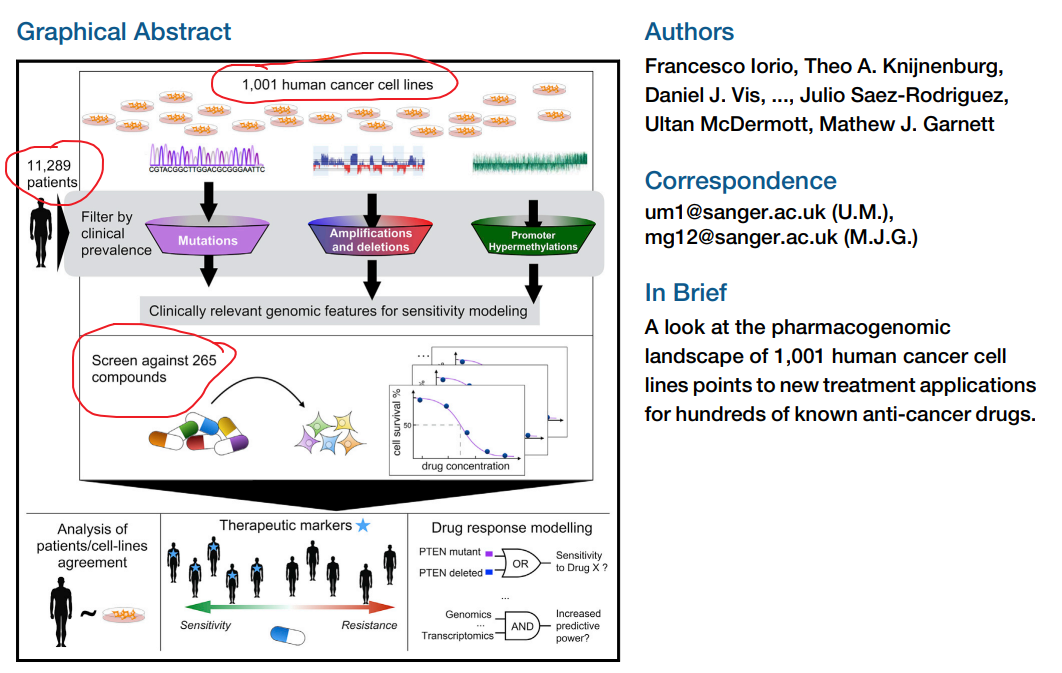 Graphical Abstract
1,001 human cancer cell lines
11,289
patients
CGTACGGCTTGGACGCGGGAATTC
Filter by
clinical
prevalence
Mutations
Amplifications
and deletions
Promoter
Hypermethylations
Clinically relevant genomic features for sensitivity modeling
Screen against 265
compounds
...
%
cell survival %
50
drug concentration
Analysis of
patients/cell-lines
agreement
~
Therapeutic markers
Sensitivity
Resistance
Drug response modelling
PTEN mutant
PTEN deleted
OR
Sensitivity
to Drug X ?
...
Genomics
...
Transcriptomics
AND
Increased
predictive
power?
Authors
Francesco Iorio, Theo A. Knijnenburg,
Daniel J. Vis, ..., Julio Saez-Rodriguez,
Ultan McDermott, Mathew J. Garnett
Correspondence
um1@sanger.ac.uk (U.M.),
mg12@sanger.ac.uk (M.J.G.)
In Brief
A look at the pharmacogenomic
landscape of 1,001 human cancer cell
lines points to new treatment applications
for hundreds of known anti-cancer drugs.